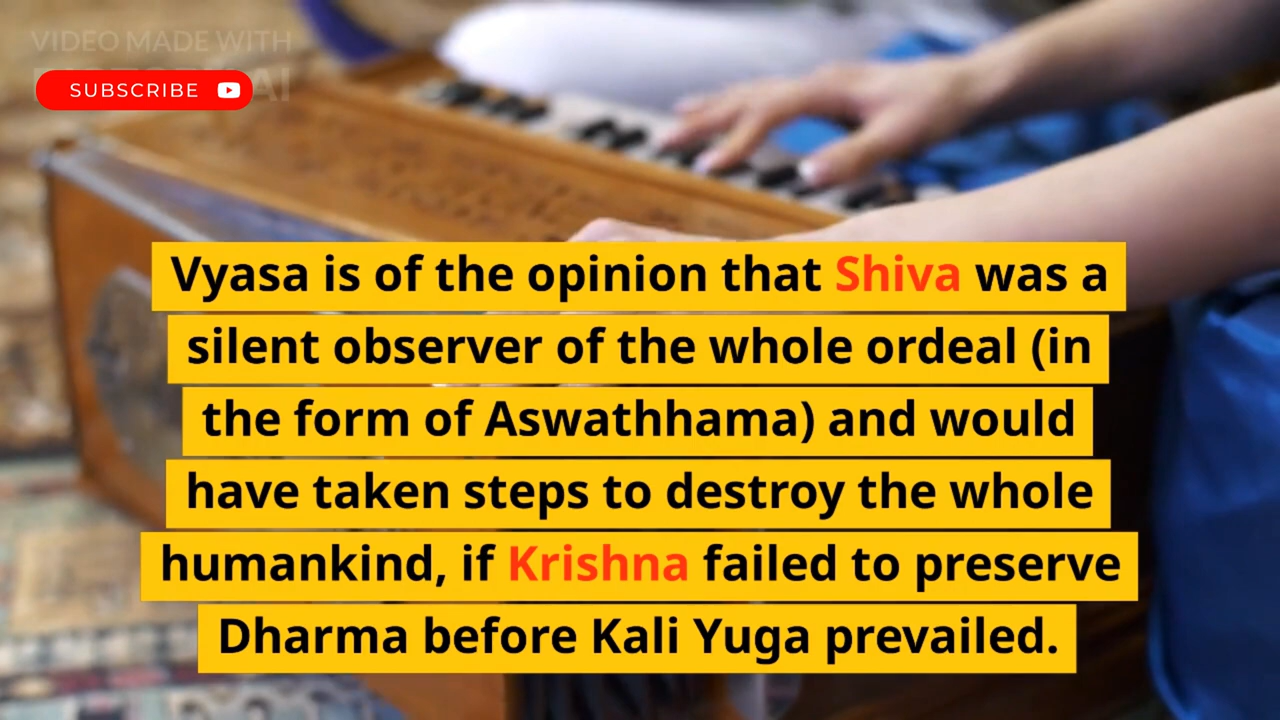 VIDEO MADE WITH
AI
SUBSCRIBE
Vyasa is of the opinion that Shiva was a
silent observer of the whole ordeal (in
the form of Aswathhama) and would
have taken steps to destroy the whole
humankind, if Krishna failed to preserve
Dharma before Kali Yuga prevailed.